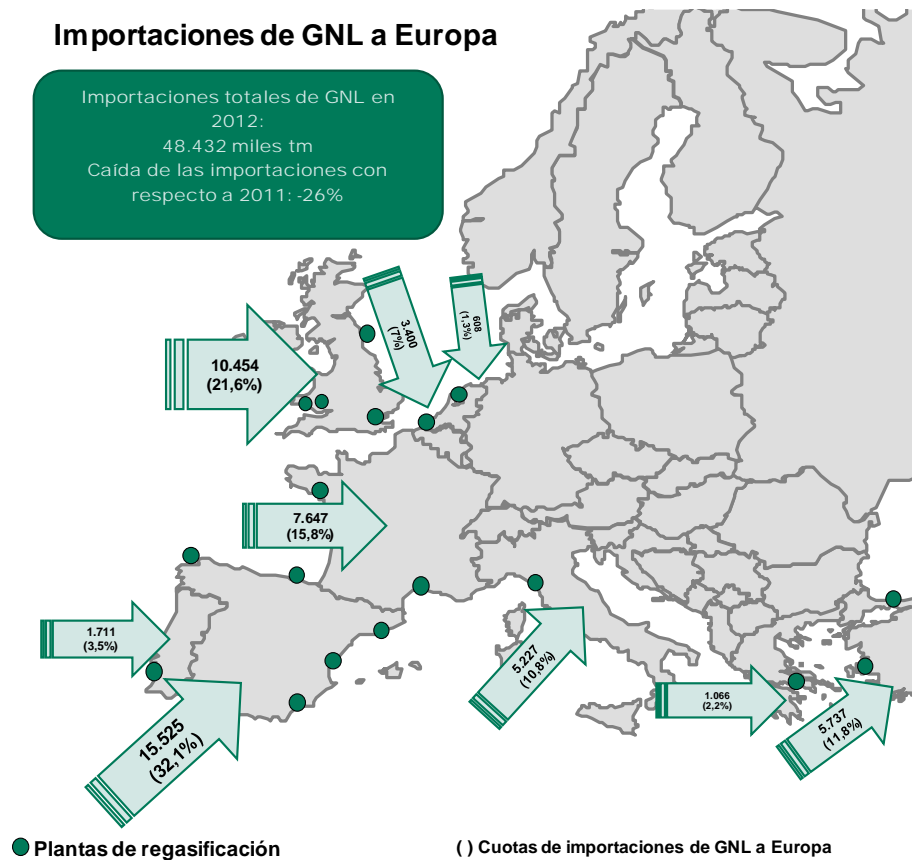 Importaciones de GNL a Europa
Importaciones totales de GNL en
2012:
48.432 miles tm
Caída de las importaciones con
respecto a 2011: -26%
3.400
(7%)
608
(1,3%)
10.454
(21,6%)
7.647
(15,8%)
1.711
(3,5%)
15.525
(32,1%)
5.227
(10,8%)
1.066
(2,2%)
5.737
(11,8%)
Plantas de regasificación
( ) Cuotas de importaciones de GNL a Europa